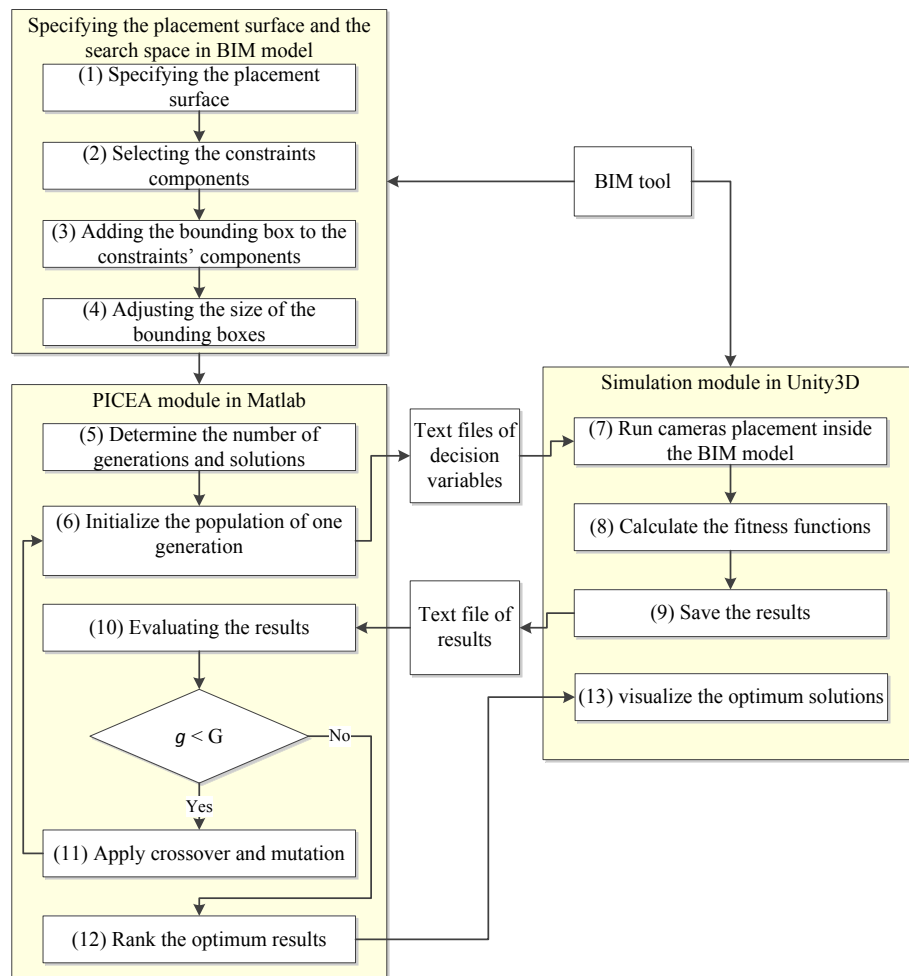 Specifying the placement surface and the
search space in BIM model
(1) Specifying the placement
surface
(2) Selecting the constraints
components
(3) Adding the bounding box to the
constraints’ components
(4) Adjusting the size of the
bounding boxes
BIM tool
PICEA module in Matlab
(5) Determine the number of
generations and solutions
(6) Initialize the population of one
generation
Text files of
decision
variables
Simulation module in Unity3D
(7) Run cameras placement inside
the BIM model
(8) Calculate the fitness functions
(9) Save the results
Text file of
results
(10) Evaluating the results
g < G
No
Yes
(11) Apply crossover and mutation
(12) Rank the optimum results
(13) visualize the optimum solutions